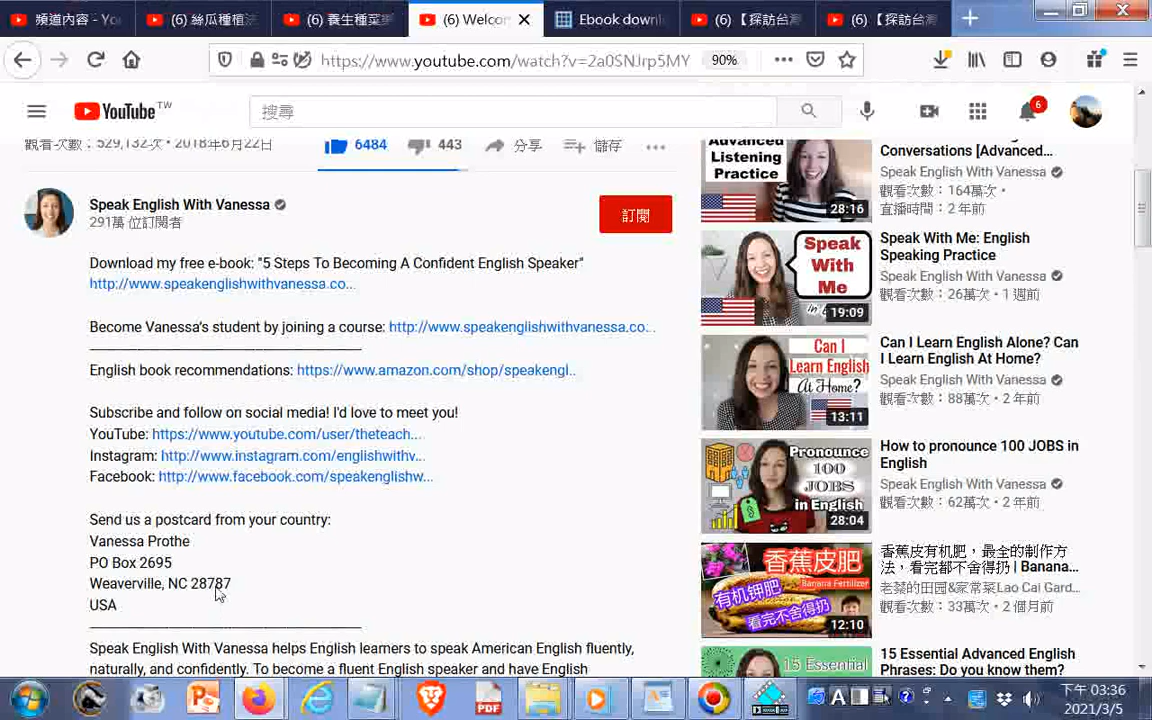 頻道內容 - Yo
(6) 絲瓜種植
(6) 養生種菜
(6) Welcom
Ebook down
(6) 【探訪台灣
(6) 【探訪台
https://www.youtube.com/watch?v=2a0SNJrp5MY
90%
YouTube TW
搜尋
6
觀看次數：529,132次 • 2018年6月22日
6484
443
分享
儲存
Speak English With Vanessa
291萬 位訂閱者
訂閱
Download my free e-book: "5 Steps To Becoming A Confident English Speaker"
http://www.speakenglishwithvanessa.co...
Become Vanessa's student by joining a course: http://www.speakenglishwithvanessa.co...
English book recommendations: https://www.amazon.com/shop/speakengl..
Subscribe and follow on social media! I'd love to meet you!
YouTube: https://www.youtube.com/user/theteach...
Instagram: http://www.instagram.com/englishwithv...
Facebook: http://www.facebook.com/speakenglishw...
Send us a postcard from your country:
Vanessa Prothe
PO Box 2695
Weaverville, NC 28787
USA
Speak English With Vanessa helps English learners to speak American English fluently,
naturally, and confidently. To become a fluent English speaker and have English
Advanced
Listening
Practice
28:16
Conversations [Advanced...
Speak English With Vanessa
觀看次數：164萬次 •
直播時間：2 年前
Speak
With
Me
19:09
Speak With Me: English
Speaking Practice
Speak English With Vanessa
觀看次數：26萬次 • 1 週前
Can I
Learn English
At Home?
13:11
Can I Learn English Alone? Can
I Learn English At Home?
Speak English With Vanessa
觀看次數：88萬次 • 2 年前
Pronounce
100
JOBS
in English
28:04
How to pronounce 100 JOBS in
English
Speak English With Vanessa
觀看次數：62萬次 • 2 年前
香蕉皮肥
Banana Fertilizer
有机钾肥
看完不舍得扔
12:10
香蕉皮有机肥，最全的制作方
法，看完都不舍得扔 | Banana...
老撾的田园&家常菜Lao Cai Gard...
觀看次數：33萬次 • 2 個月前
15 Essential
15 Essential Advanced English
Phrases: Do you know them?
PDF
A
下午 03:36
2021/3/5